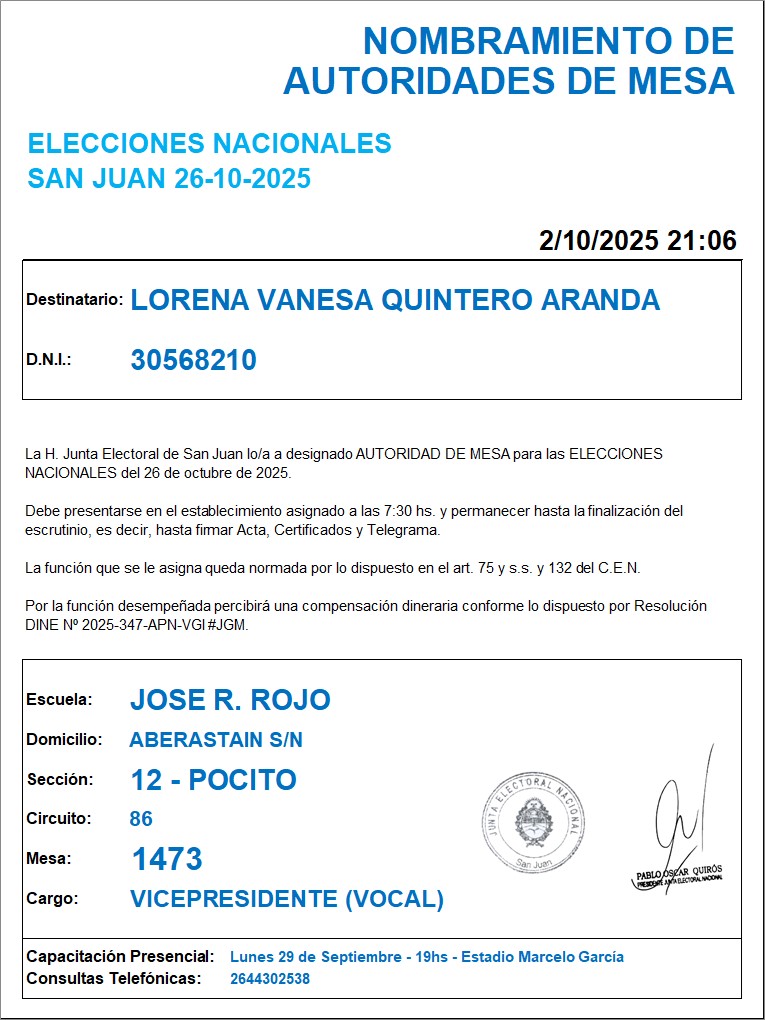 NOMBRAMIENTO DE
AUTORIDADES DE MESA
ELECCIONES NACIONALES
SAN JUAN 26-10-2025
2/10/2025 21:06
Destinatario: LORENA VANESA QUINTERO ARANDA
D.N.I.: 30568210
La H. Junta Electoral de San Juan lo/a a designado AUTORIDAD DE MESA para las ELECCIONES
NACIONALES del 26 de octubre de 2025.
Debe presentarse en el establecimiento asignado a las 7:30 hs. y permanecer hasta la finalización del
escrutinio, es decir, hasta firmar Acta, Certificados y Telegrama.
La función que se le asigna queda normada por lo dispuesto en el art. 75 y s.s. y 132 del C.E.N.
Por la función desempeñada percibirá una compensación dineraria conforme lo dispuesto por Resolución
DINE Nº 2025-347-APN-VGI#JGM.
Escuela: JOSE R. ROJO
Domicilio: ABERASTAIN S/N
Sección: 12 - POCITO
Circuito: 86
Mesa: 1473
Cargo: VICEPRESIDENTE (VOCAL)
JUNTA ELECTORAL NACIONAL
San Juan
PABLO OSCAR QUIRÓS
PRESIDENTE JUNTA ELECTORAL NACIONAL
Capacitación Presencial: Lunes 29 de Septiembre - 19hs - Estadio Marcelo García
Consultas Telefónicas: 2644302538